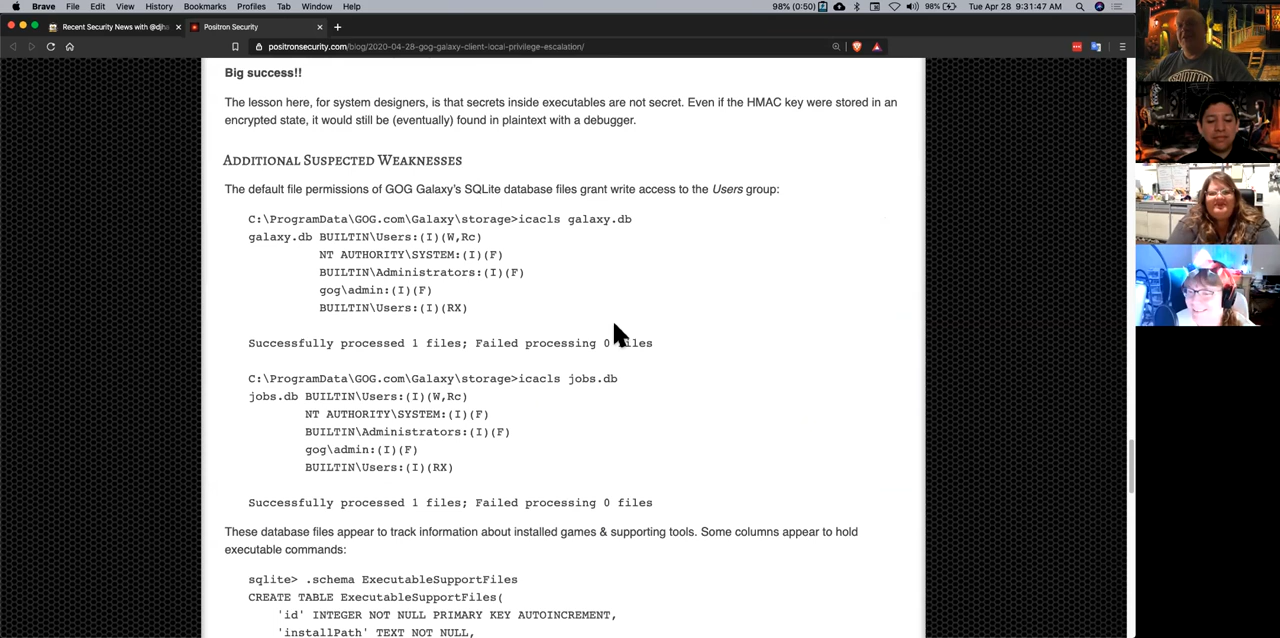 Brave File Edit View History Bookmarks Profiles Tab Window Help 98% (0:50) 98% Tue Apr 28 9:31:47 AM
Recent Security News with @djha Positron Security
positronsecurity.com/blog/2020-04-28-gog-galaxy-client-local-privilege-escalation/
Big success!!
The lesson here, for system designers, is that secrets inside executables are not secret. Even if the HMAC key were stored in an
encrypted state, it would still be (eventually) found in plaintext with a debugger.
Additional Suspected Weaknesses
The default file permissions of GOG Galaxy's SQLite database files grant write access to the Users group:
C:\ProgramData\GOG.com\Galaxy\storage>icacls galaxy.db
galaxy.db BUILTIN\Users:(I)(W,Rc)
NT AUTHORITY\SYSTEM:(I)(F)
BUILTIN\Administrators:(I)(F)
gog\admin:(I)(F)
BUILTIN\Users:(I)(RX)
Successfully processed 1 files; Failed processing 0 files
C:\ProgramData\GOG.com\Galaxy\storage>icacls jobs.db
jobs.db BUILTIN\Users:(I)(W,Rc)
NT AUTHORITY\SYSTEM:(I)(F)
BUILTIN\Administrators:(I)(F)
gog\admin:(I)(F)
BUILTIN\Users:(I)(RX)
Successfully processed 1 files; Failed processing 0 files
These database files appear to track information about installed games & supporting tools. Some columns appear to hold
executable commands:
sqlite> .schema ExecutableSupportFiles
CREATE TABLE ExecutableSupportFiles(
'id' INTEGER NOT NULL PRIMARY KEY AUTOINCREMENT,
'installPath' TEXT NOT NULL,